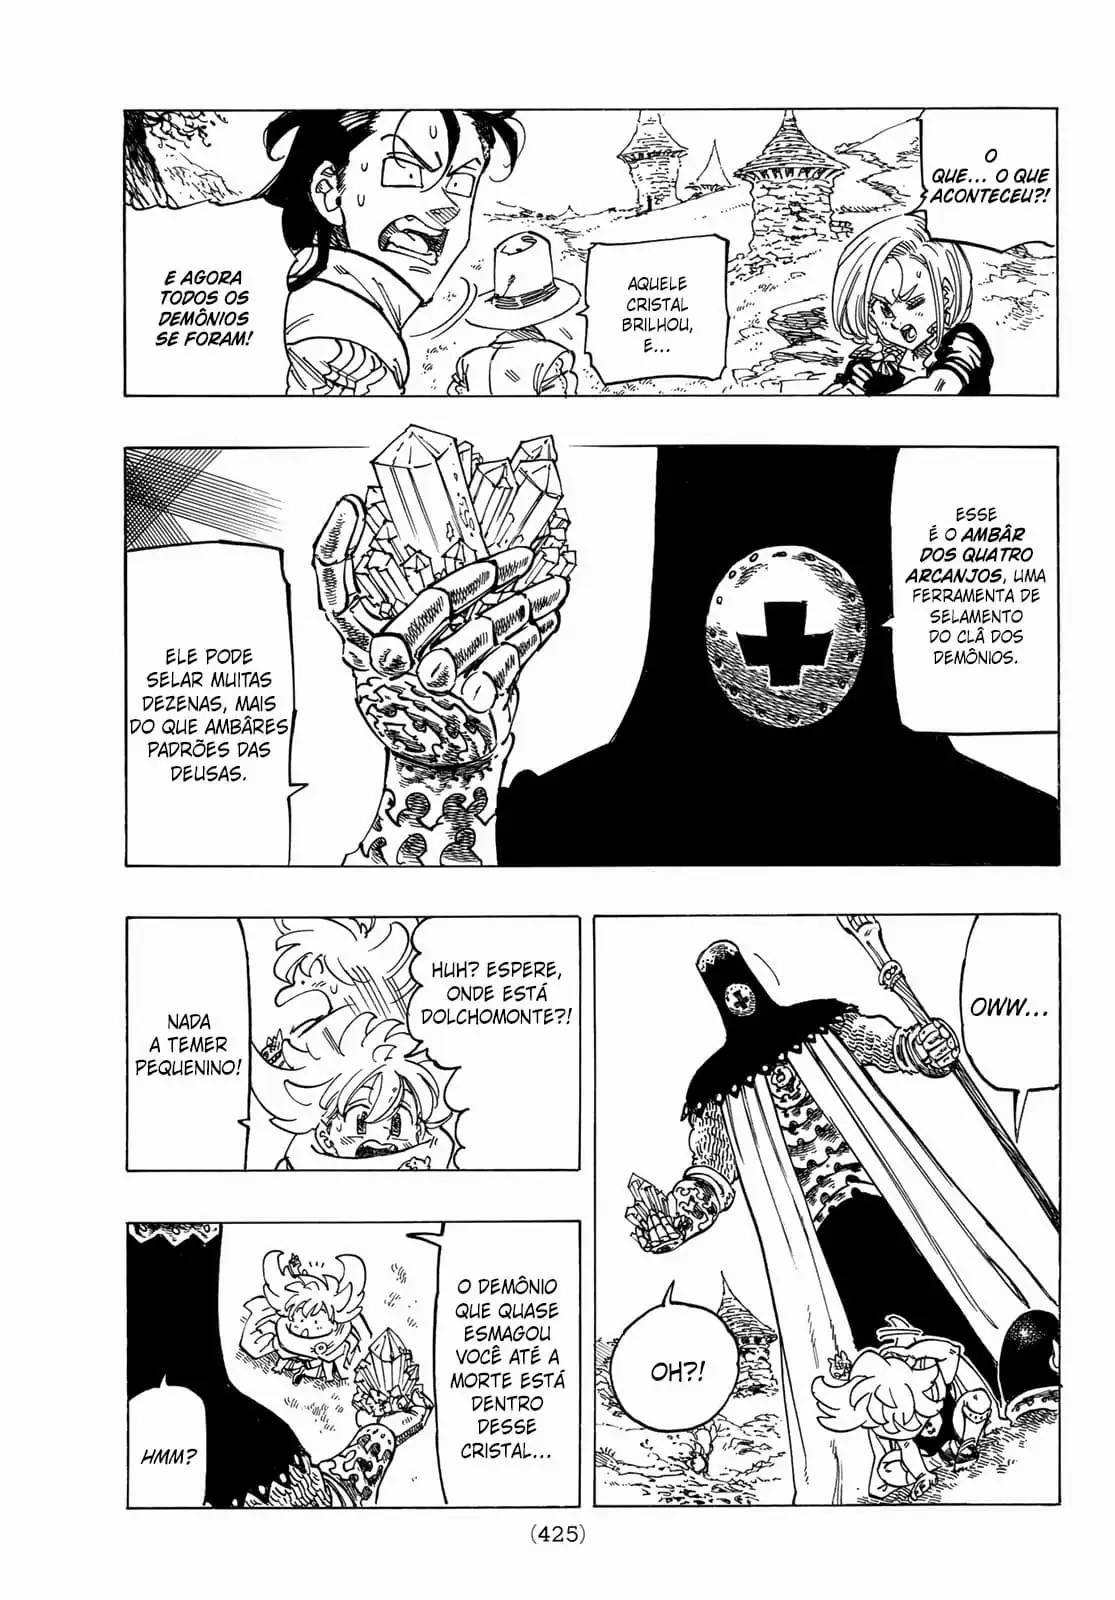 O
QUE... O QUE
ACONTECEU?!
AQUELE
CRISTAL
BRILHOU,
E...
E AGORA
TODOS OS
DEMÔNIOS
SE FORAM!
ESSE
É O AMBÂR
DOS QUATRO
ARCANJOS, UMA
FERRAMENTA DE
SELAMENTO
DO CLÃ DOS
DEMÔNIOS.
ELE PODE
SELAR MUITAS
DEZENAS, MAIS
DO QUE AMBÂRES
PADRÕES DAS
DEUSAS.
OWW...
OH?!
HUH? ESPERE,
ONDE ESTÁ
DOLCHOMONTE?!
NADA
A TEMER
PEQUENINO!
O DEMÔNIO
QUE QUASE
ESMAGOU
VOCÊ ATÉ A
MORTE ESTÁ
DENTRO
DESSE
CRISTAL...
HMM?
(425)